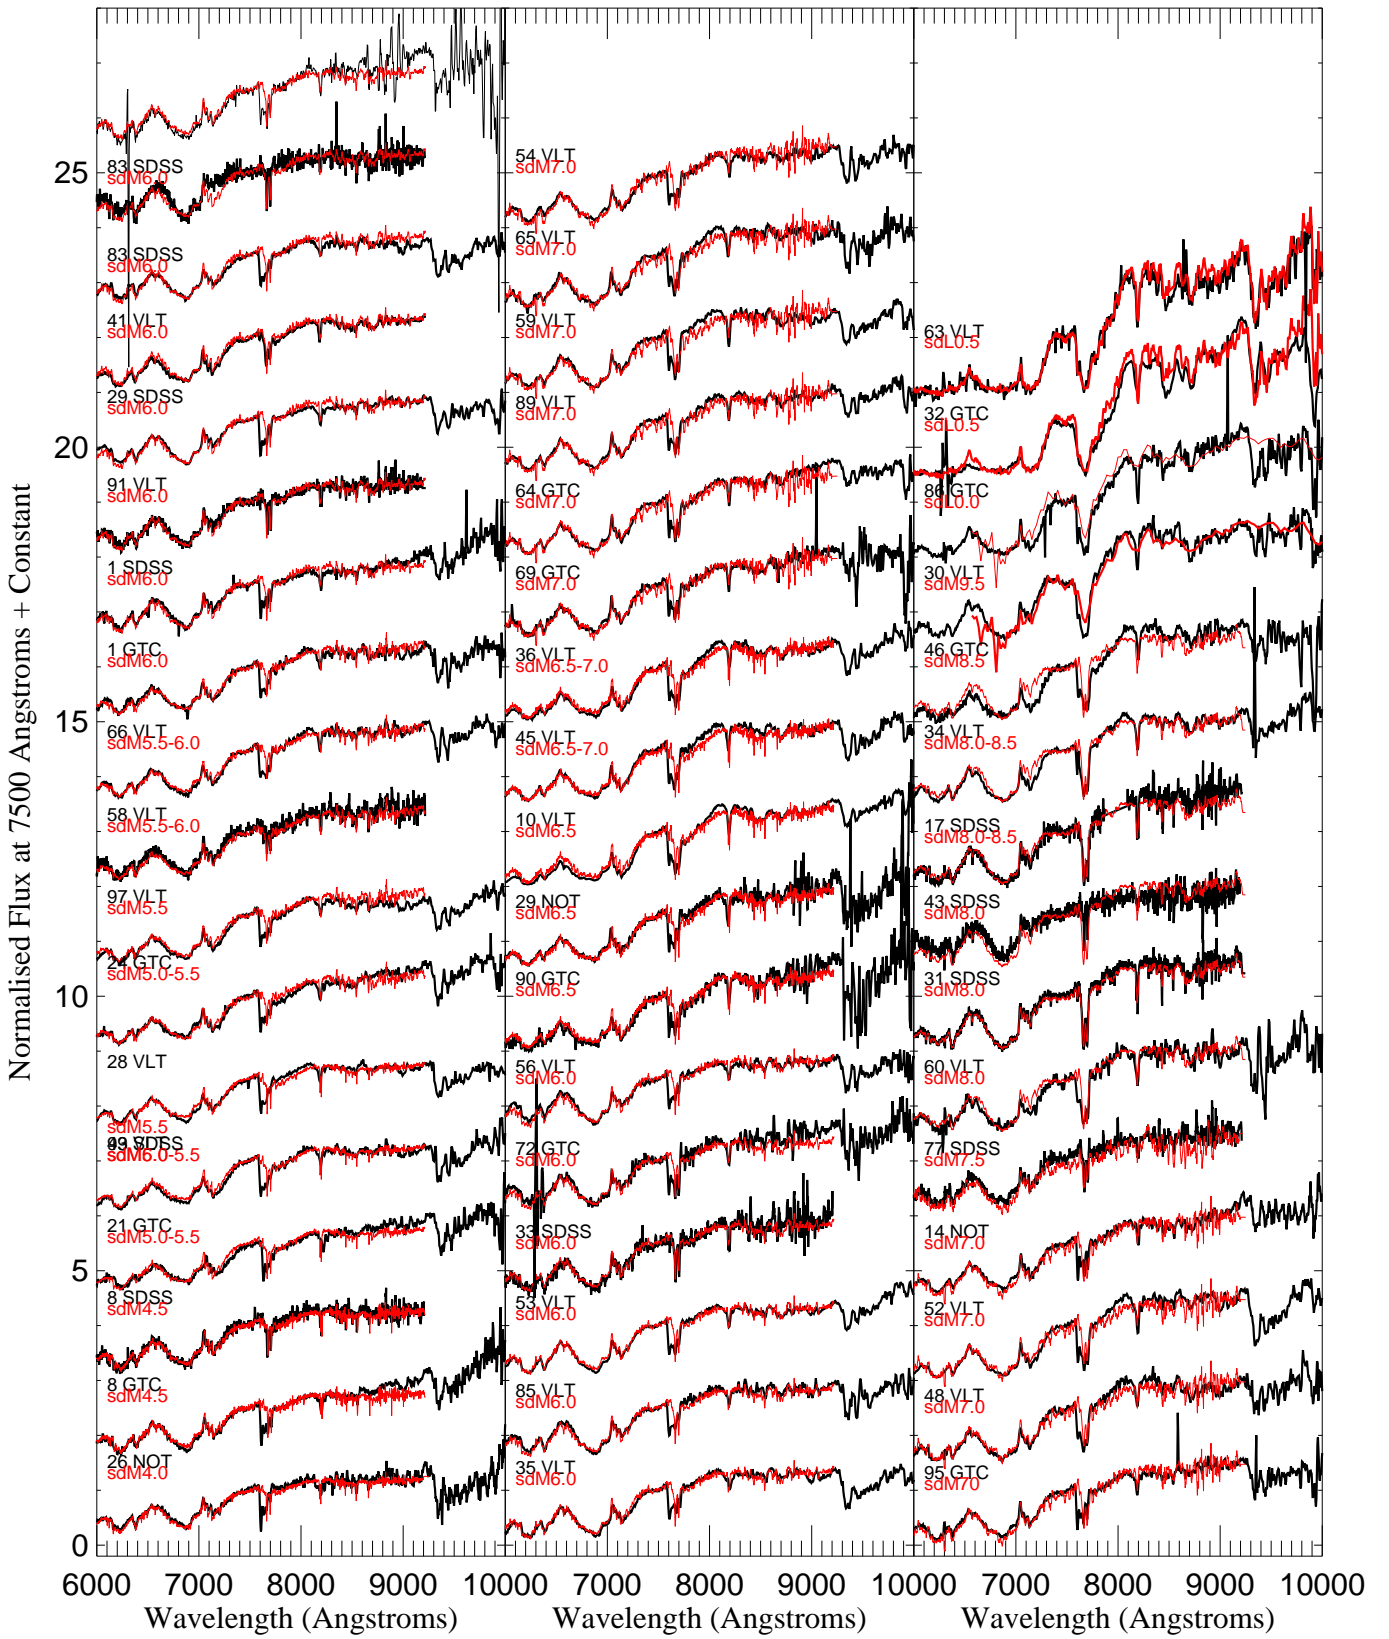 Normalised Flux at 7500 Angstroms + Constant
25
20
15
10
5
0
83 SDSS
sdM6.0
83 SDSS
sdM6.0
41 VLT
sdM6.0
29 SDSS
sdM6.0
91 VLT
sdM6.0
1 SDSS
sdM6.0
1 GTC
sdM6.0
66 VLT
sdM5.5-6.0
58 VLT
sdM5.5-6.0
97 VLT
sdM5.5
24 GTC
sdM5.0-5.5
28 VLT
sdM5.5
SDSS
21 GTC
sdM5.0-5.5
8 SDSS
sdM4.5
8 GTC
sdM4.5
26 NOT
sdM4.0
54 VLT
sdM7.0
65 VLT
sdM7.0
59 VLT
sdM7.0
89 VLT
sdM7.0
64 GTC
sdM7.0
69 GTC
sdM7.0
36 VLT
sdM6.5-7.0
45 VLT
sdM6.5-7.0
10 VLT
sdM6.5
29 NOT
sdM6.5
90 GTC
sdM6.5
56 VLT
sdM6.0
72 GTC
sdM6.0
33 SDSS
sdM6.0
53 VLT
sdM6.0
85 VLT
sdM6.0
35 VLT
sdM6.0
63 VLT
sdL0.5
32 GTC
sdL0.5
86 GTC
sdL0.0
30 VLT
sdM9.5
46 GTC
sdM8.5
34 VLT
sdM8.0-8.5
17 SDSS
sdM8.0-8.5
43 SDSS
sdM8.0
31 SDSS
sdM8.0
60 VLT
sdM8.0
77 SDSS
sdM7.5
14 NOT
sdM7.0
52 VLT
sdM7.0
48 VLT
sdM7.0
95 GTC
sdM70
6000 7000 8000 9000 10000 7000 8000 9000 10000 7000 8000 9000 10000
Wavelength (Angstroms) Wavelength (Angstroms) Wavelength (Angstroms)